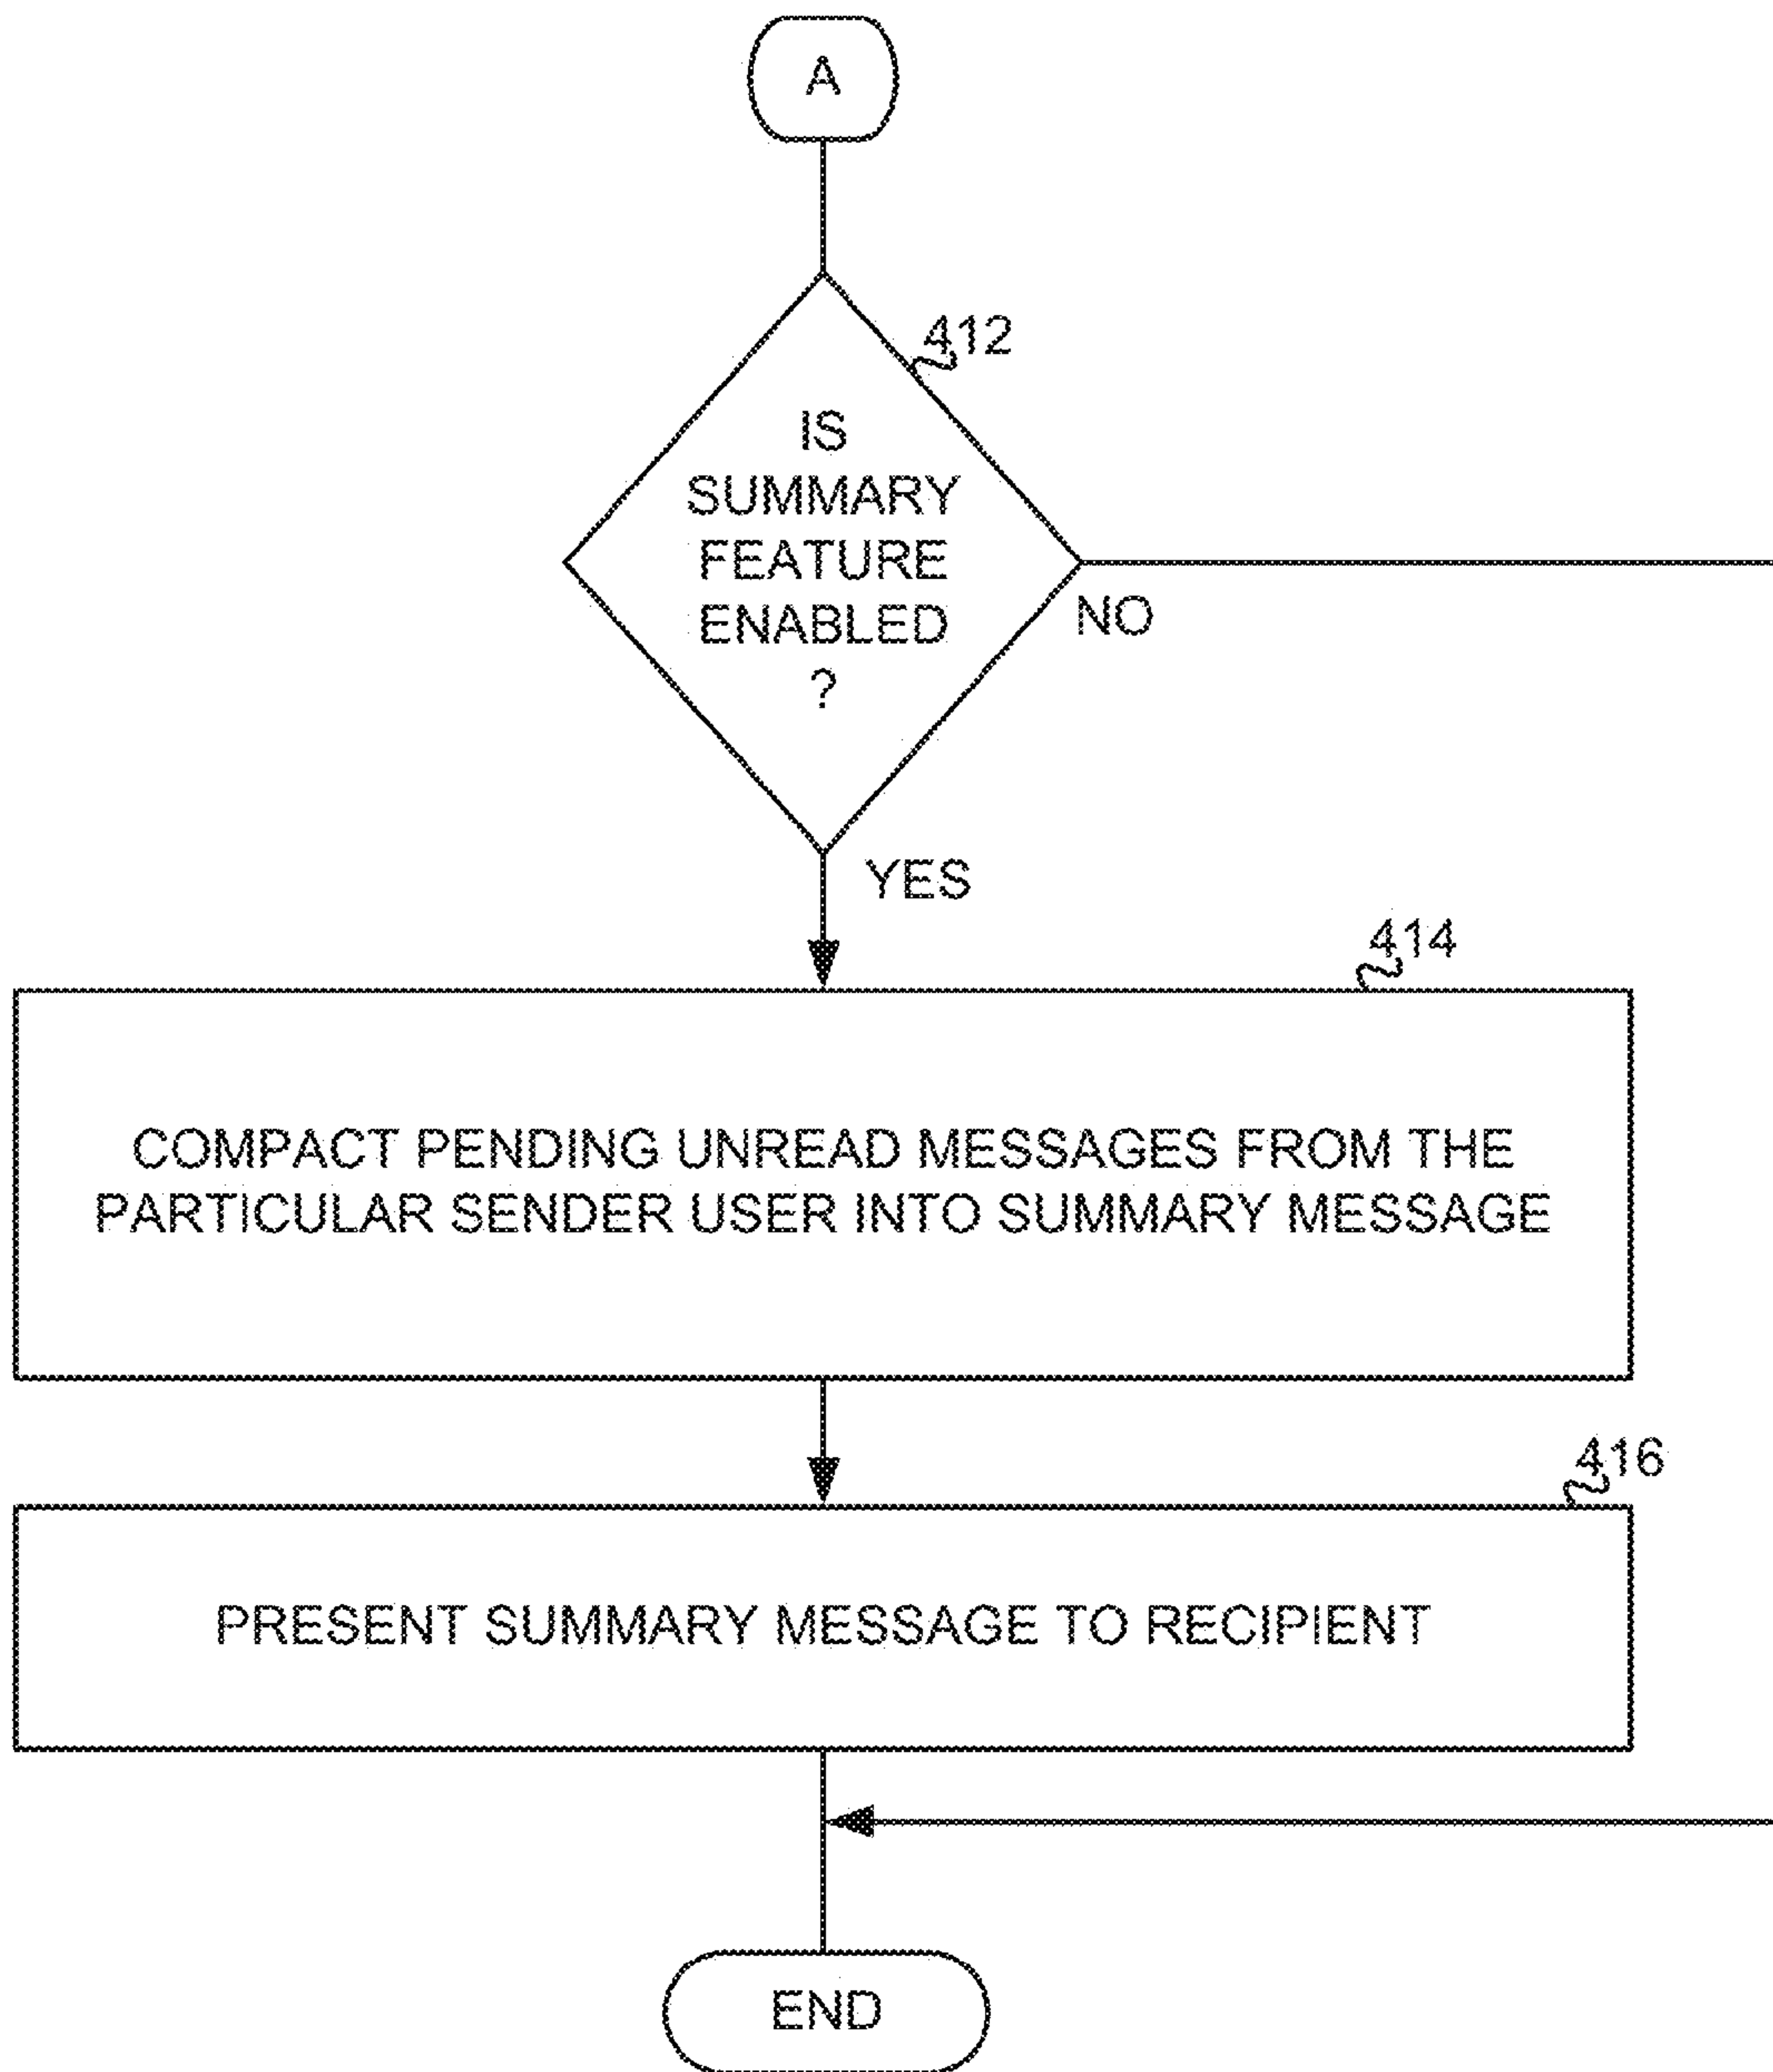 A
412
IS
SUMMARY
FEATURE
ENABLED
?
NO
YES
414
COMPACT PENDING UNREAD MESSAGES FROM THE
PARTICULAR SENDER USER INTO SUMMARY MESSAGE
416
PRESENT SUMMARY MESSAGE TO RECIPIENT
END